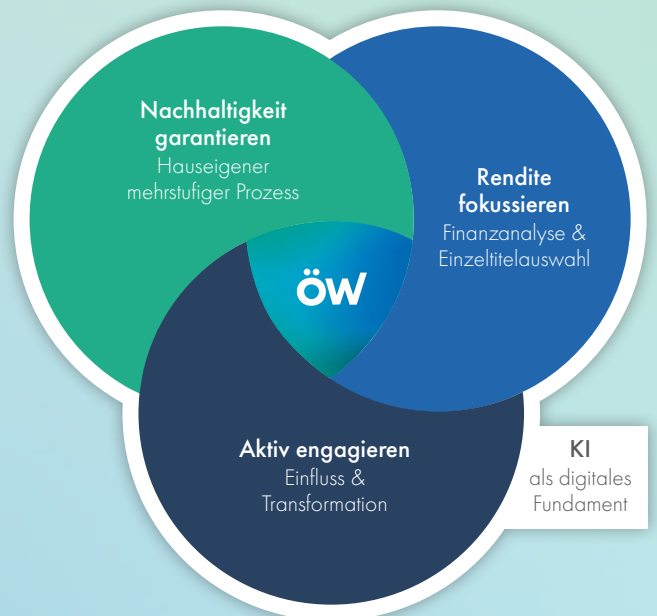 Nachhaltigkeit
garantieren
Hauseigener
mehrstufiger Prozess
Rendite
fokussieren
Finanzanalyse &
Einzeltitelauswahl
ÖW
Aktiv engagieren
Einfluss &
Transformation
KI
als digitales
Fundament